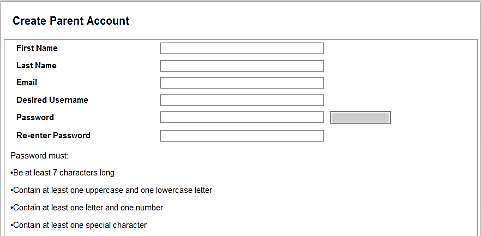 Create Parent Account
First Name
Last Name
Email
Desired Username
Password
Re-enter Password
Password must:
•Be at least 7 characters long
•Contain at least one uppercase and one lowercase letter
•Contain at least one letter and one number
•Contain at least one special character